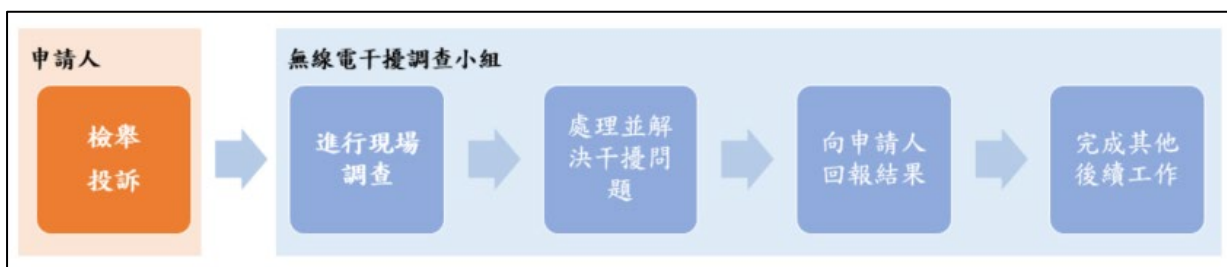 申請人
無線電干擾調查小組
檢舉
投訴
進行現場
調查
處理並解
決干擾問
題
向申請人
回報結果
完成其他
後續工作